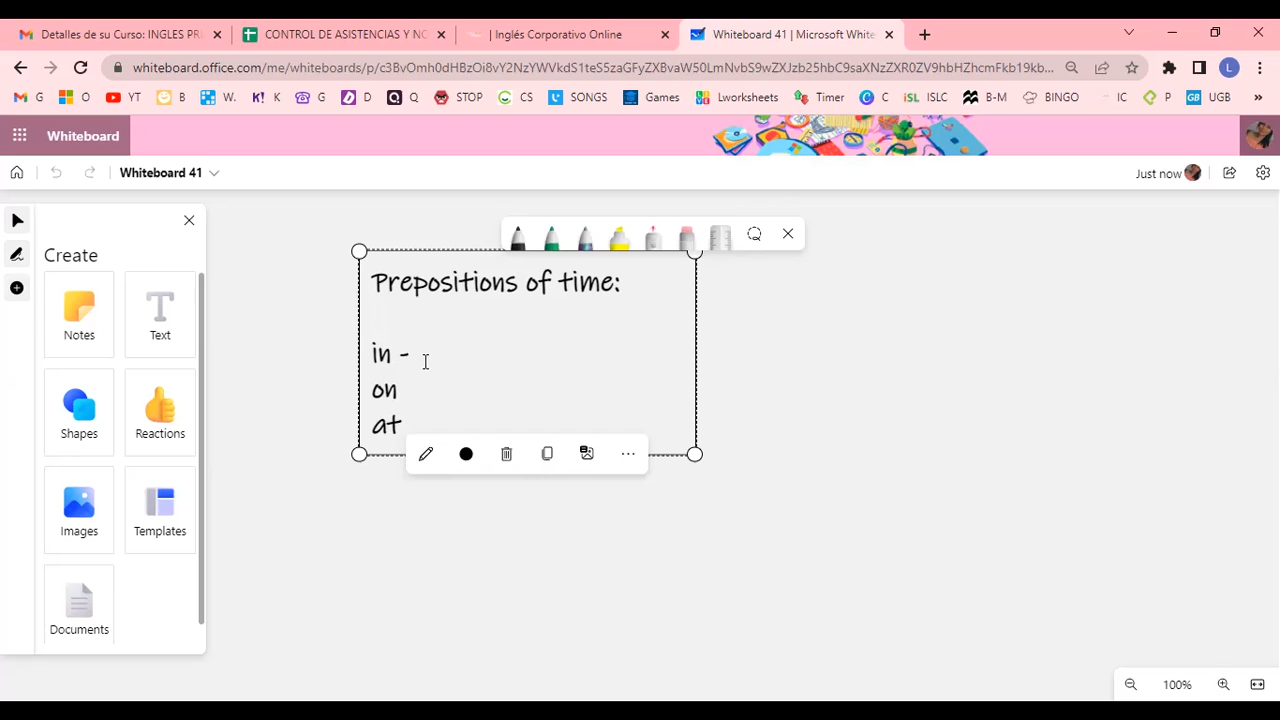 Detalles de su Curso: INGLES PR
CONTROL DE ASISTENCIAS Y NO
| Inglés Corporativo Online
Whiteboard 41 | Microsoft White
whiteboard.office.com/me/whiteboards/p/
G O YT B W. K G D Q STOP CS SONGS Games Lworksheets Timer C ISLC B-M BINGO IC P UGB »
Whiteboard
Whiteboard 41
Just now
Create
Notes Text
Shapes Reactions
Images Templates
Documents
Prepositions of time:
in -
on
at
100%